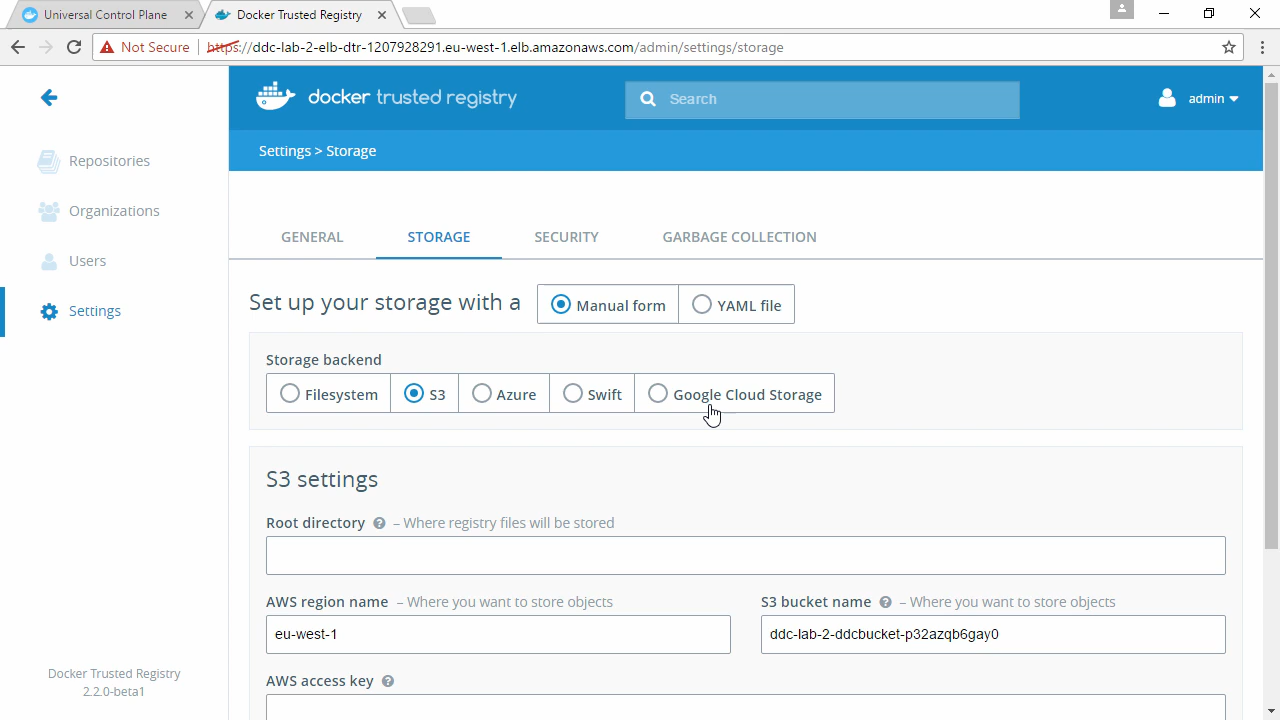 Universal Control Plane
Docker Trusted Registry
Not Secure https://ddc-lab-2-elb-dtr-1207928291.eu-west-1.elb.amazonaws.com/admin/settings/storage
docker trusted registry
Search
admin
Settings > Storage
Repositories
Organizations
Users
Settings
GENERAL STORAGE SECURITY GARBAGE COLLECTION
Set up your storage with a Manual form YAML file
Storage backend
Filesystem S3 Azure Swift Google Cloud Storage
S3 settings
Root directory ? – Where registry files will be stored
AWS region name – Where you want to store objects
S3 bucket name ? – Where you want to store objects
eu-west-1
ddc-lab-2-ddcbucket-p32azqb6gay0
AWS access key ?
Docker Trusted Registry
2.2.0-beta1